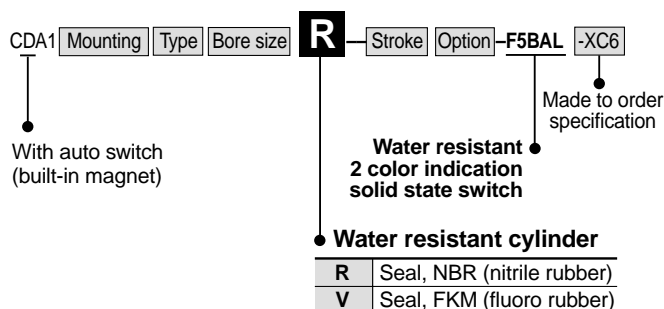 CDA1 Mounting Type Bore size R — Stroke Option –F5BAL -XC6
Made to order
specification
With auto switch
(built-in magnet)
Water resistant
2 color indication
solid state switch
Water resistant cylinder
R Seal, NBR (nitrile rubber)
V Seal, FKM (fluoro rubber)